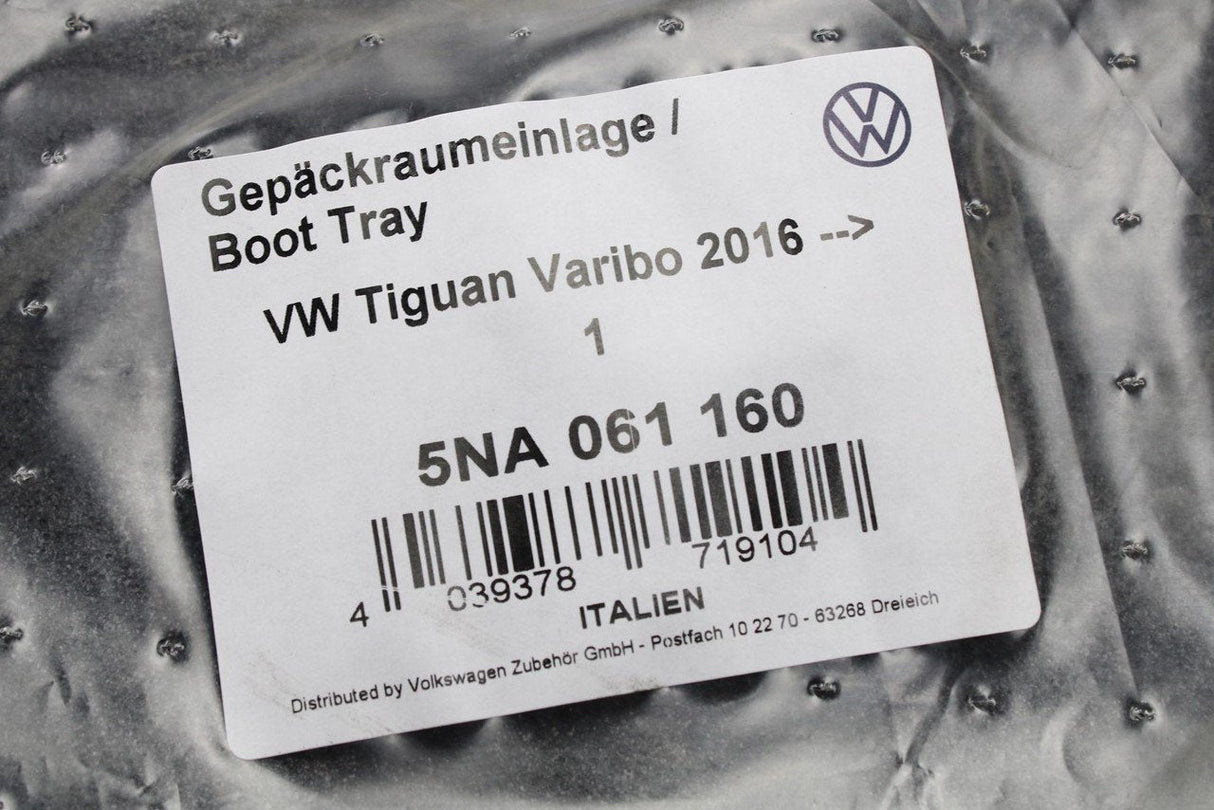 Gepäckraumeinlage /
Boot Tray
VW Tiguan Varibo 2016 -->
1
5NA 061 160
4 039378 719104
ITALIEN
Distributed by Volkswagen Zubehör GmbH - Postfach 10 22 70 - 63268 Dreieich